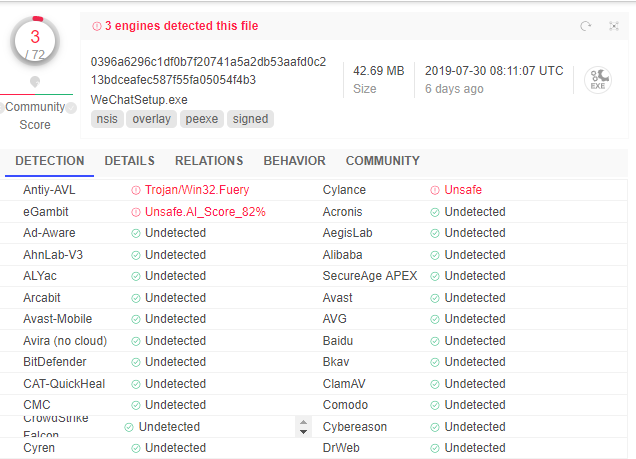 3
/ 72
Community
Score
3 engines detected this file
0396a6296c1df0b7f20741a5a2db53aafd0c2
13bdceafec587f55fa05054f4b3
WeChatSetup.exe
nsis overlay peexe signed
42.69 MB
Size
2019-07-30 08:11:07 UTC
6 days ago
EXE
DETECTION DETAILS RELATIONS BEHAVIOR COMMUNITY
Antiy-AVL Trojan/Win32.Fuery Cylance Unsafe
eGambit Unsafe.AI_Score_82% Acronis Undetected
Ad-Aware Undetected AegisLab Undetected
AhnLab-V3 Undetected Alibaba Undetected
ALYac Undetected SecureAge APEX Undetected
Arcabit Undetected Avast Undetected
Avast-Mobile Undetected AVG Undetected
Avira (no cloud) Undetected Baidu Undetected
BitDefender Undetected Bkav Undetected
CAT-QuickHeal Undetected ClamAV Undetected
CMC Undetected Comodo Undetected
CrowdStrike
Falcon Undetected Cybereason Undetected
Cyren Undetected DrWeb Undetected